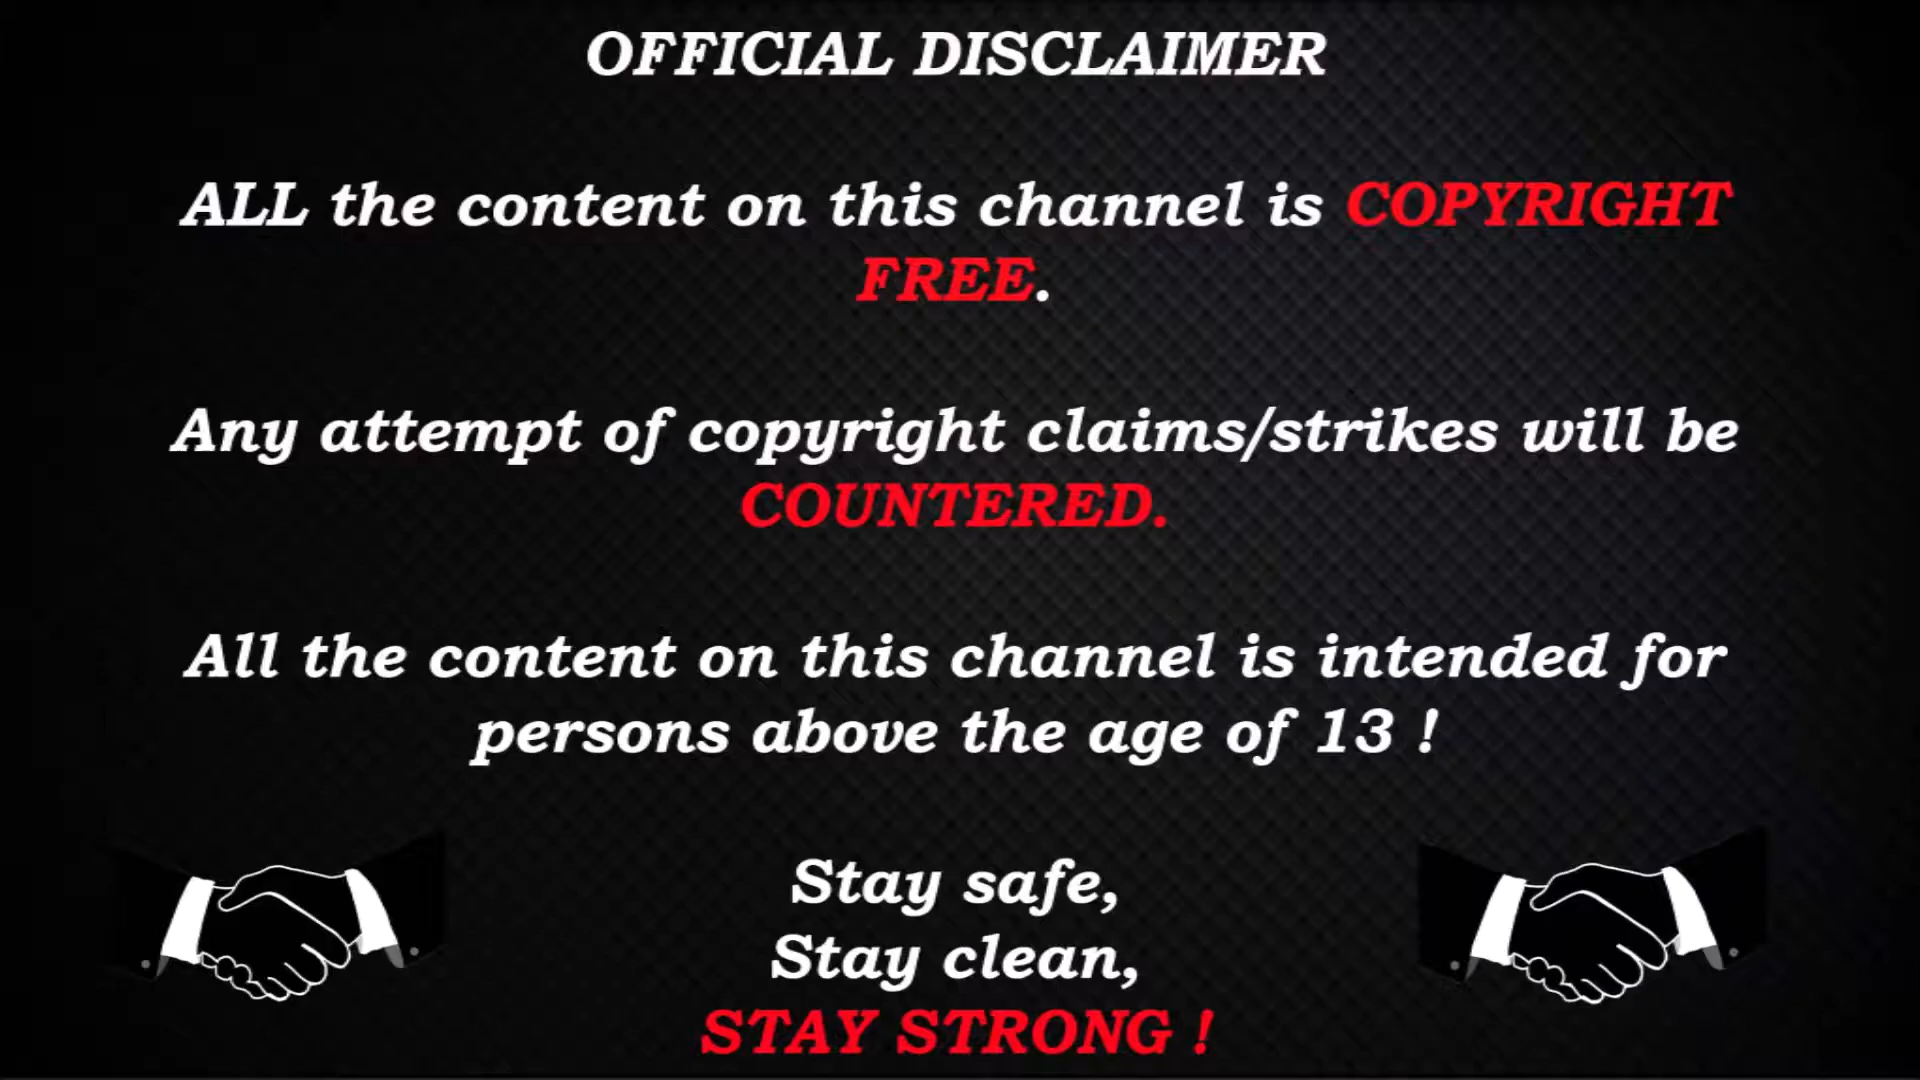 OFFICIAL DISCLAIMER
ALL the content on this channel is COPYRIGHT
FREE.
Any attempt of copyright claims/strikes will be
COUNTERED.
All the content on this channel is intended for
persons above the age of 13 !
Stay safe,
Stay clean,
STAY STRONG !